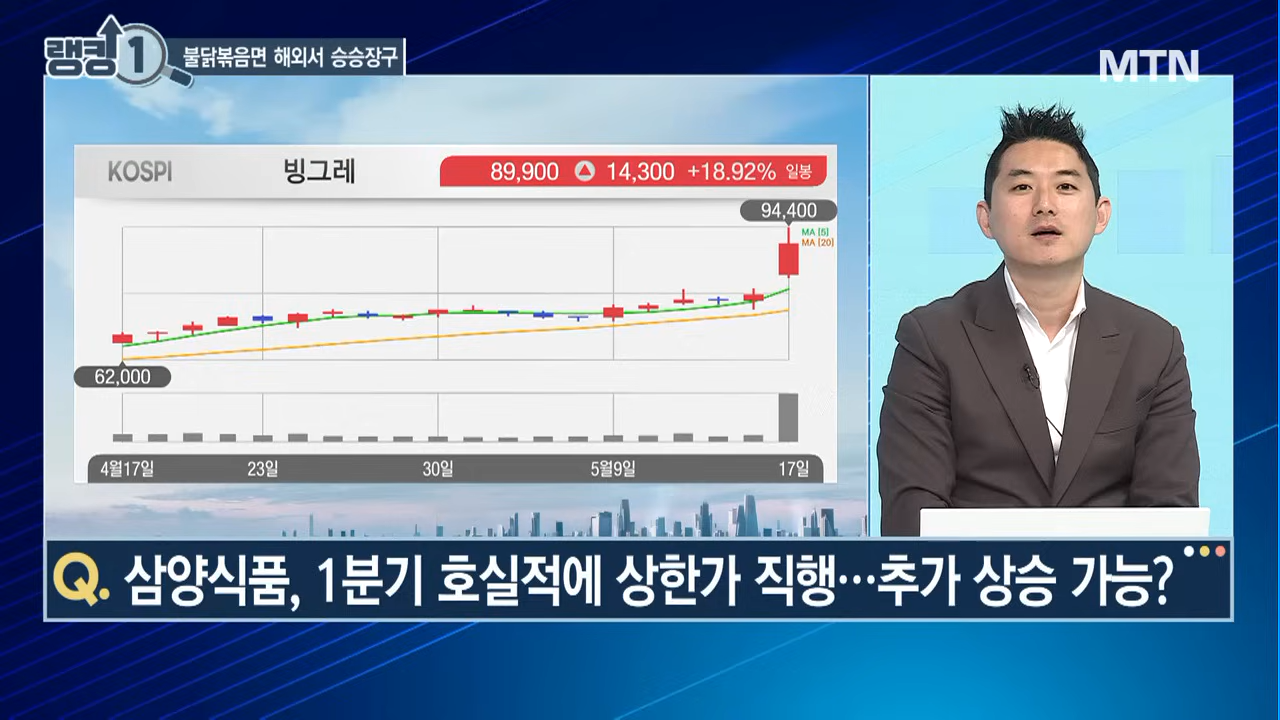 랭킹1
불닭볶음면 해외서 승승장구
MTN
KOSPI 빙그레 89,900 14,300 +18.92% 일봉
94,400
MA [5]
MA [20]
62,000
4월17일 23일 30일 5월9일 17일
Q. 삼양식품, 1분기 호실적에 상한가 직행…추가 상승 가능?